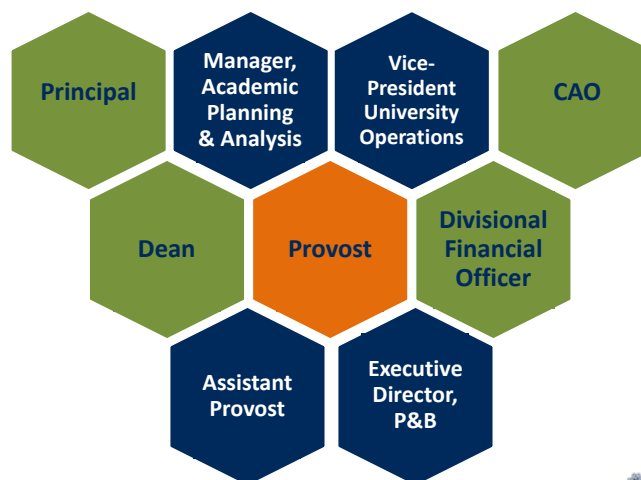 Principal
Manager,
Academic
Planning
& Analysis
Vice-
President
University
Operations
CAO
Dean
Provost
Divisional
Financial
Officer
Assistant
Provost
Executive
Director,
P&B